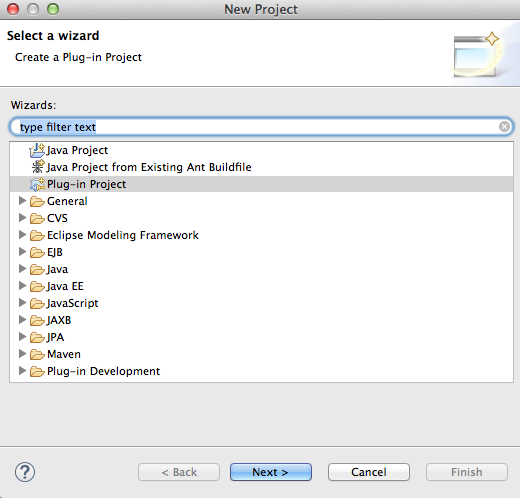 New Project
Select a wizard
Create a Plug-in Project
Wizards:
type filter text
Java Project
Java Project from Existing Ant Buildfile
Plug-in Project
General
CVS
Eclipse Modeling Framework
EJB
Java
Java EE
JavaScript
JAXB
JPA
Maven
Plug-in Development
? < Back Next > Cancel Finish